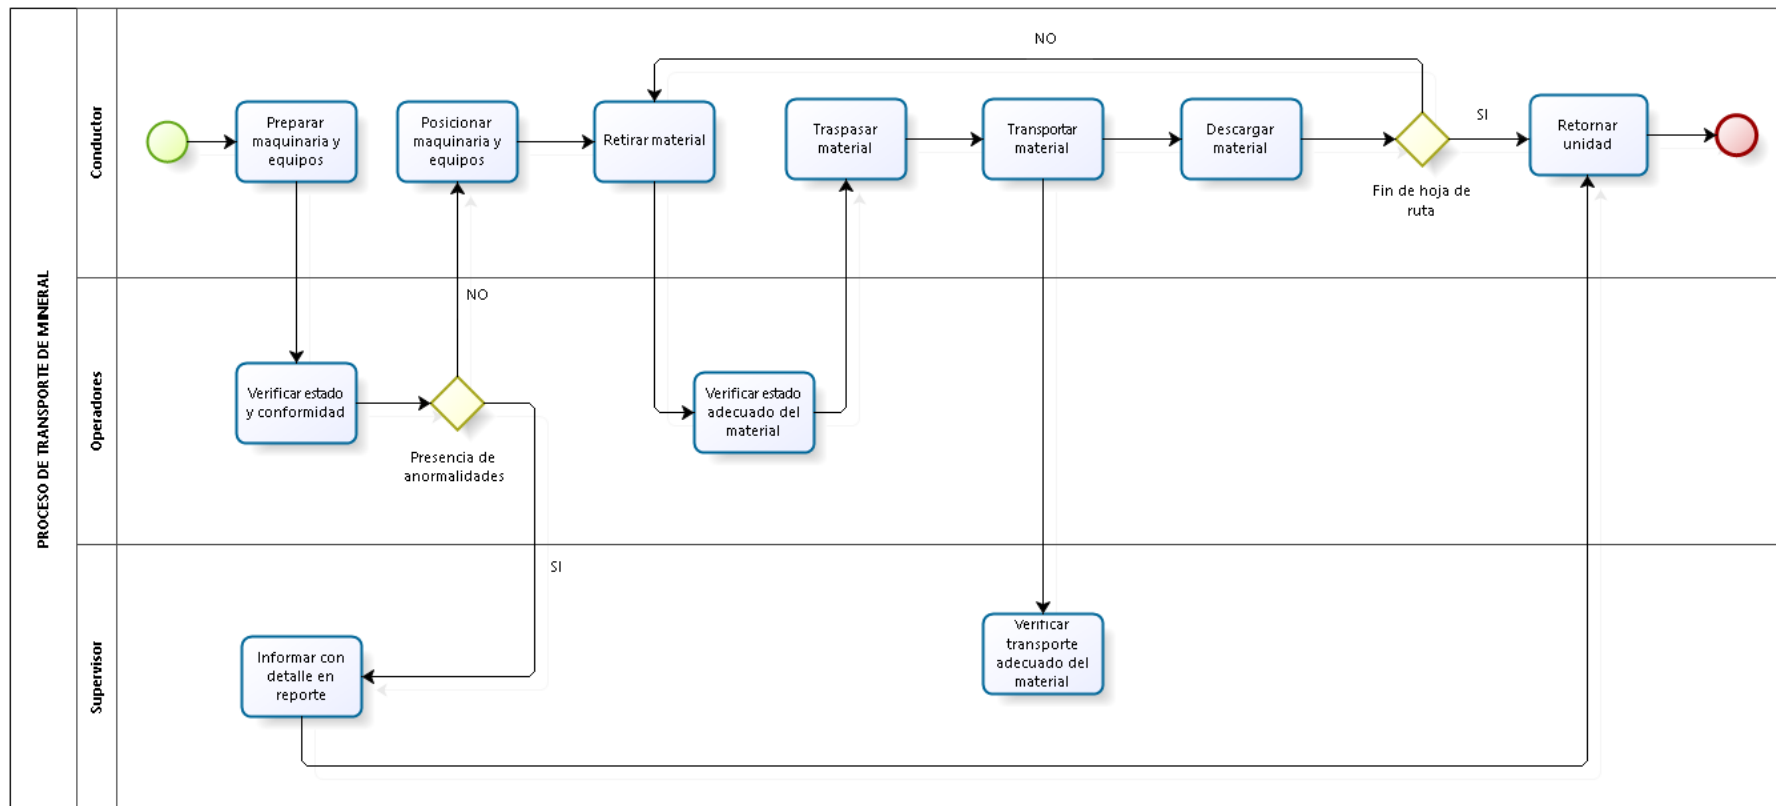 PROCESO DE TRANSPORTE DE MINERAL
Conductor
Preparar
maquinaria y
equipos
Posicionar
maquinaria y
equipos
Retirar material
Traspasar
material
Transportar
material
Descargar
material
NO
Fin de hoja de
ruta
SI
Retornar
unidad
Operadores
Verificar estado
y conformidad
NO
Presencia de
anormalidades
Verificar estado
adecuado del
material
Supervisor
SI
Informar con
detalle en
reporte
Verificar
transporte
adecuado del
material